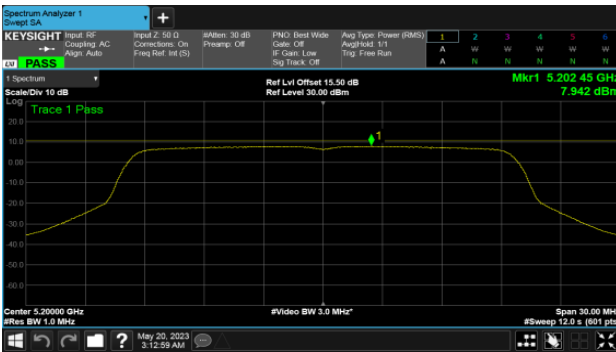 Spectrum Analyzer 1
Swept SA
KEYSIGHT Input: RF Input Z: 50 Ω #Atten: 30 dB PNO: Best Wide Avg Type: Power (RMS) 1 2 3 4 5 6
Coupling: AC Corrections: On Preamp: Off Gate: Off Avg|Hold: 1/1 A W W W W W
Align: Auto Freq Ref: Int (S) IF Gain: Low Trig: Free Run
Sig Track: Off A N N N N N
LXI PASS
1 Spectrum Ref Lvl Offset 15.50 dB Mkr1 5.202 45 GHz
Scale/Div 10 dB Ref Level 30.00 dBm 7.942 dBm
Log
Trace 1 Pass
20.0
10.0
1
0.00
-10.0
-20.0
-30.0
-40.0
-50.0
-60.0
Center 5.20000 GHz #Video BW 3.0 MHz* Span 30.00 MHz
#Res BW 1.0 MHz #Sweep 12.0 s (601 pts)
? May 20, 2023
3:12:59 AM